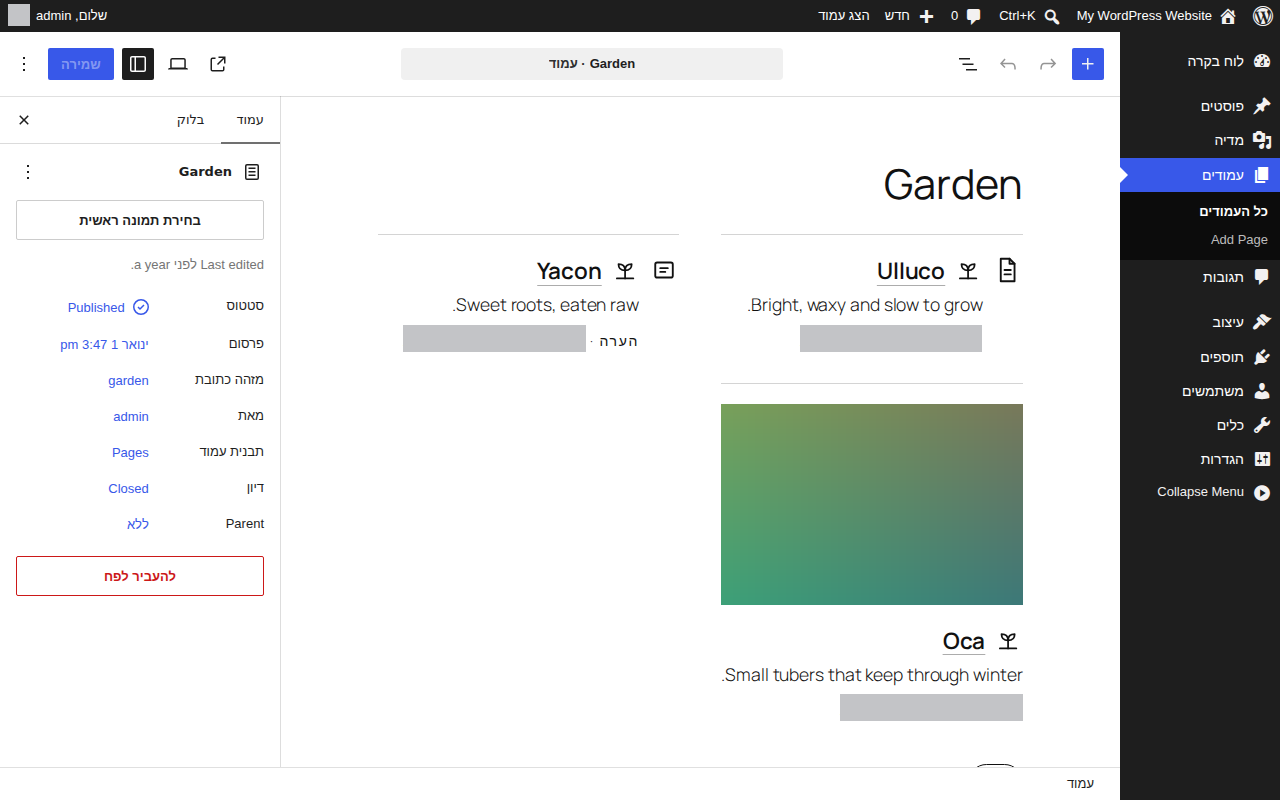 My WordPress Website
Ctrl+K
0
חדש
הצג עמוד
שלום, admin
לוח בקרה
פוסטים
מדיה
עמודים
כל העמודים
Add Page
תגובות
עיצוב
תוספים
משתמשים
כלים
הגדרות
Collapse Menu
Garden · עמוד
שמירה
Garden
Ulluco
Bright, waxy and slow to grow.
Yacon
Sweet roots, eaten raw.
הערה ·
Oca
Small tubers that keep through winter.
עמוד
בלוק
Garden
בחירת תמונה ראשית
Last edited לפני a year.
סטטוס
Published
פרסום
ינואר 1 3:47 pm
מזהה כתובת
garden
מאת
admin
תבנית עמוד
Pages
דיון
Closed
Parent
ללא
להעביר לפח
עמוד